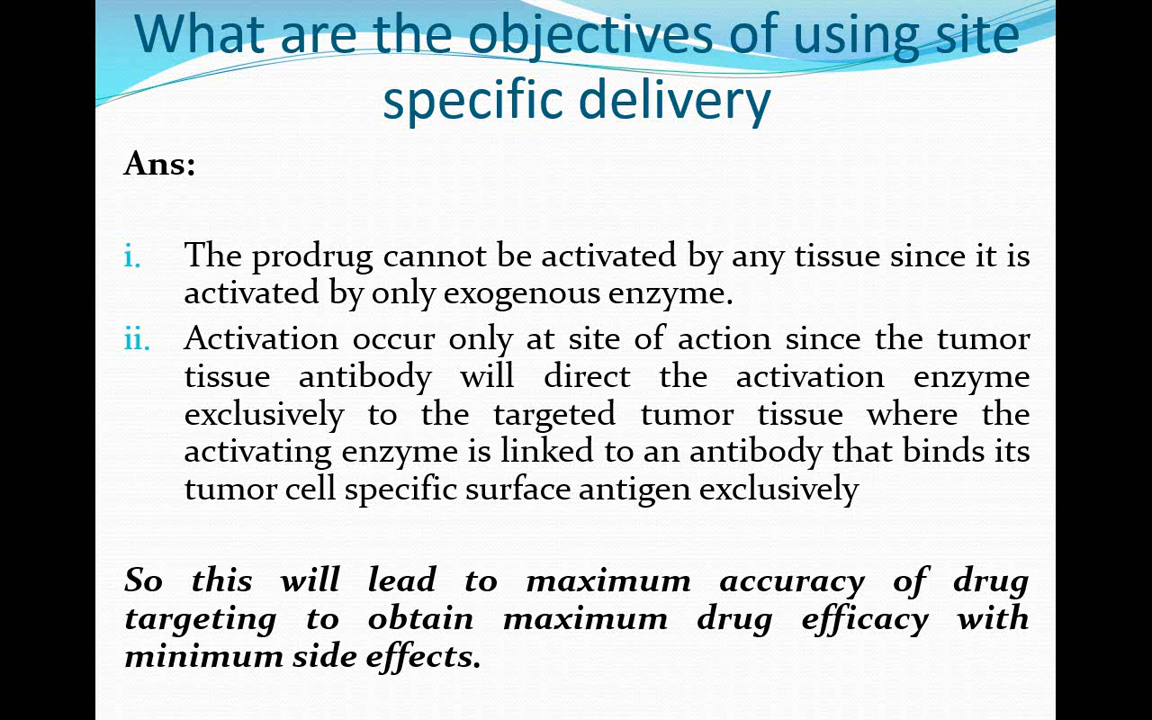 What are the objectives of using site
specific delivery
Ans:
i. The prodrug cannot be activated by any tissue since it is
activated by only exogenous enzyme.
ii. Activation occur only at site of action since the tumor
tissue antibody will direct the activation enzyme
exclusively to the targeted tumor tissue where the
activating enzyme is linked to an antibody that binds its
tumor cell specific surface antigen exclusively
So this will lead to maximum accuracy of drug
targeting to obtain maximum drug efficacy with
minimum side effects.